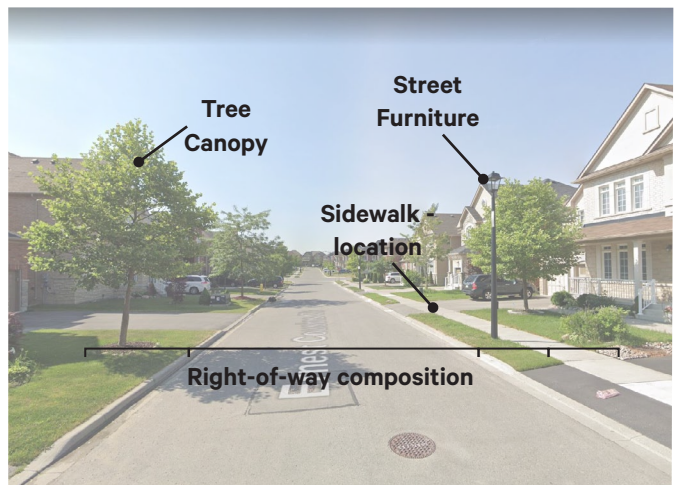 Tree
Canopy
Street
Furniture
Sidewalk -
location
Right-of-way composition